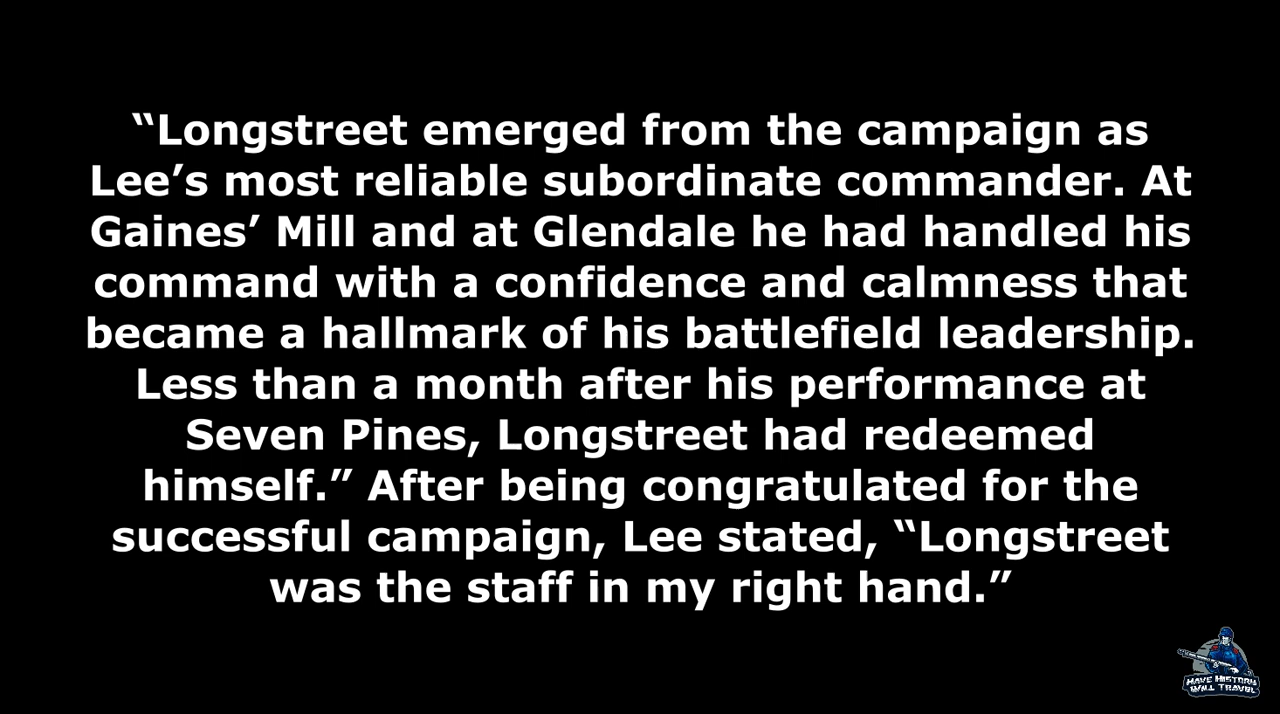 “Longstreet emerged from the campaign as
Lee’s most reliable subordinate commander. At
Gaines’ Mill and at Glendale he had handled his
command with a confidence and calmness that
became a hallmark of his battlefield leadership.
Less than a month after his performance at
Seven Pines, Longstreet had redeemed
himself.” After being congratulated for the
successful campaign, Lee stated, “Longstreet
was the staff in my right hand.”
HAVE HISTORY
WILL TRAVEL